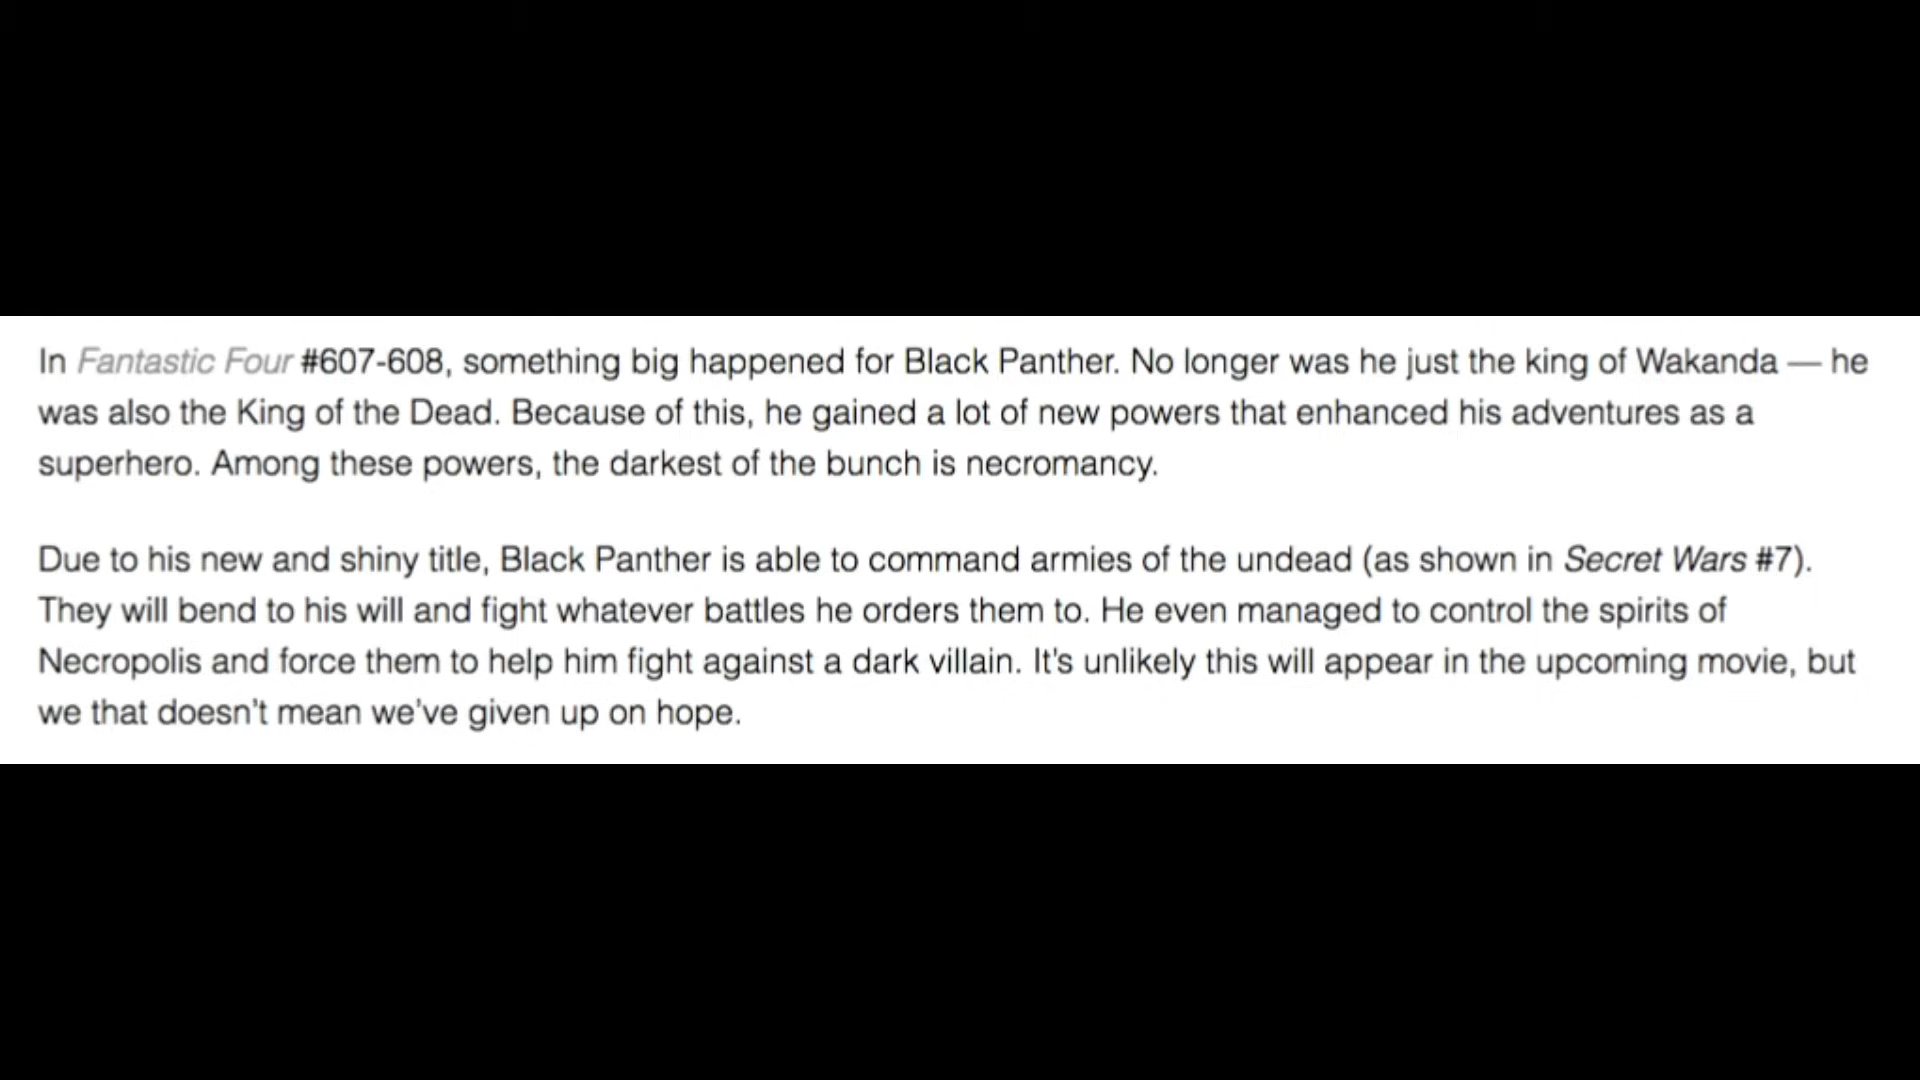 In Fantastic Four #607-608, something big happened for Black Panther. No longer was he just the king of Wakanda — he
was also the King of the Dead. Because of this, he gained a lot of new powers that enhanced his adventures as a
superhero. Among these powers, the darkest of the bunch is necromancy.
Due to his new and shiny title, Black Panther is able to command armies of the undead (as shown in Secret Wars #7).
They will bend to his will and fight whatever battles he orders them to. He even managed to control the spirits of
Necropolis and force them to help him fight against a dark villain. It's unlikely this will appear in the upcoming movie, but
we that doesn't mean we've given up on hope.